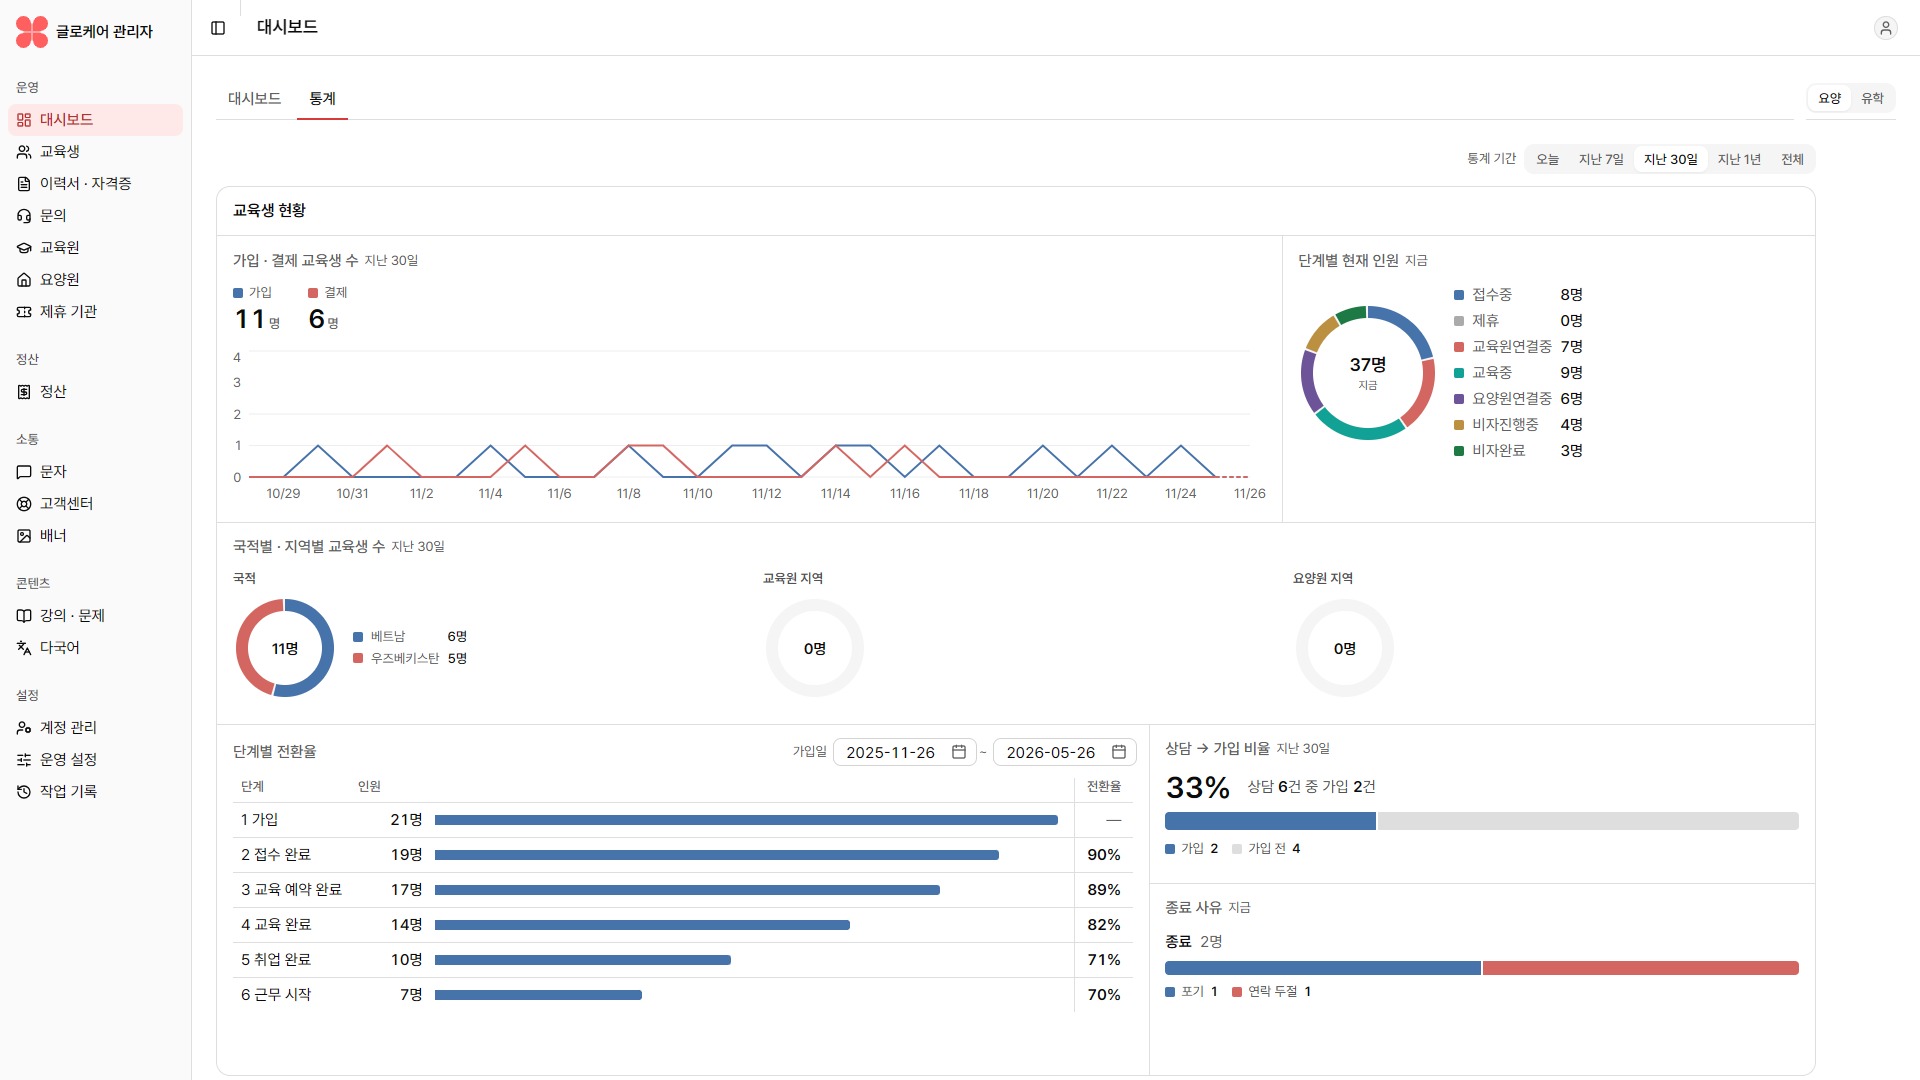 글로케어 관리자
대시보드
운영
대시보드
교육생
이력서 · 자격증
문의
교육원
요양원
제휴 기관
정산
정산
소통
문자
고객센터
배너
콘텐츠
강의 · 문제
다국어
설정
계정 관리
운영 설정
작업 기록
대시보드 통계
요양 유학
통계 기간 오늘 지난 7일 지난 30일 지난 1년 전체
교육생 현황
가입 · 결제 교육생 수 지난 30일
가입 결제
11 명 6 명
4
3
2
1
0
10/29 10/31 11/2 11/4 11/6 11/8 11/10 11/12 11/14 11/16 11/18 11/20 11/22 11/24 11/26
단계별 현재 인원 지금
37명
지금
접수중 8명
제휴 0명
교육원연결중 7명
교육중 9명
요양원연결중 6명
비자진행중 4명
비자완료 3명
국적별 · 지역별 교육생 수 지난 30일
국적
11명
베트남 6명
우즈베키스탄 5명
교육원 지역
0명
요양원 지역
0명
단계별 전환율
가입일 2025-11-26 ~ 2026-05-26
단계 인원 전환율
1 가입 21명 —
2 접수 완료 19명 90%
3 교육 예약 완료 17명 89%
4 교육 완료 14명 82%
5 취업 완료 10명 71%
6 근무 시작 7명 70%
상담 → 가입 비율 지난 30일
33% 상담 6건 중 가입 2건
가입 2 가입 전 4
종료 사유 지금
종료 2명
포기 1 연락 두절 1